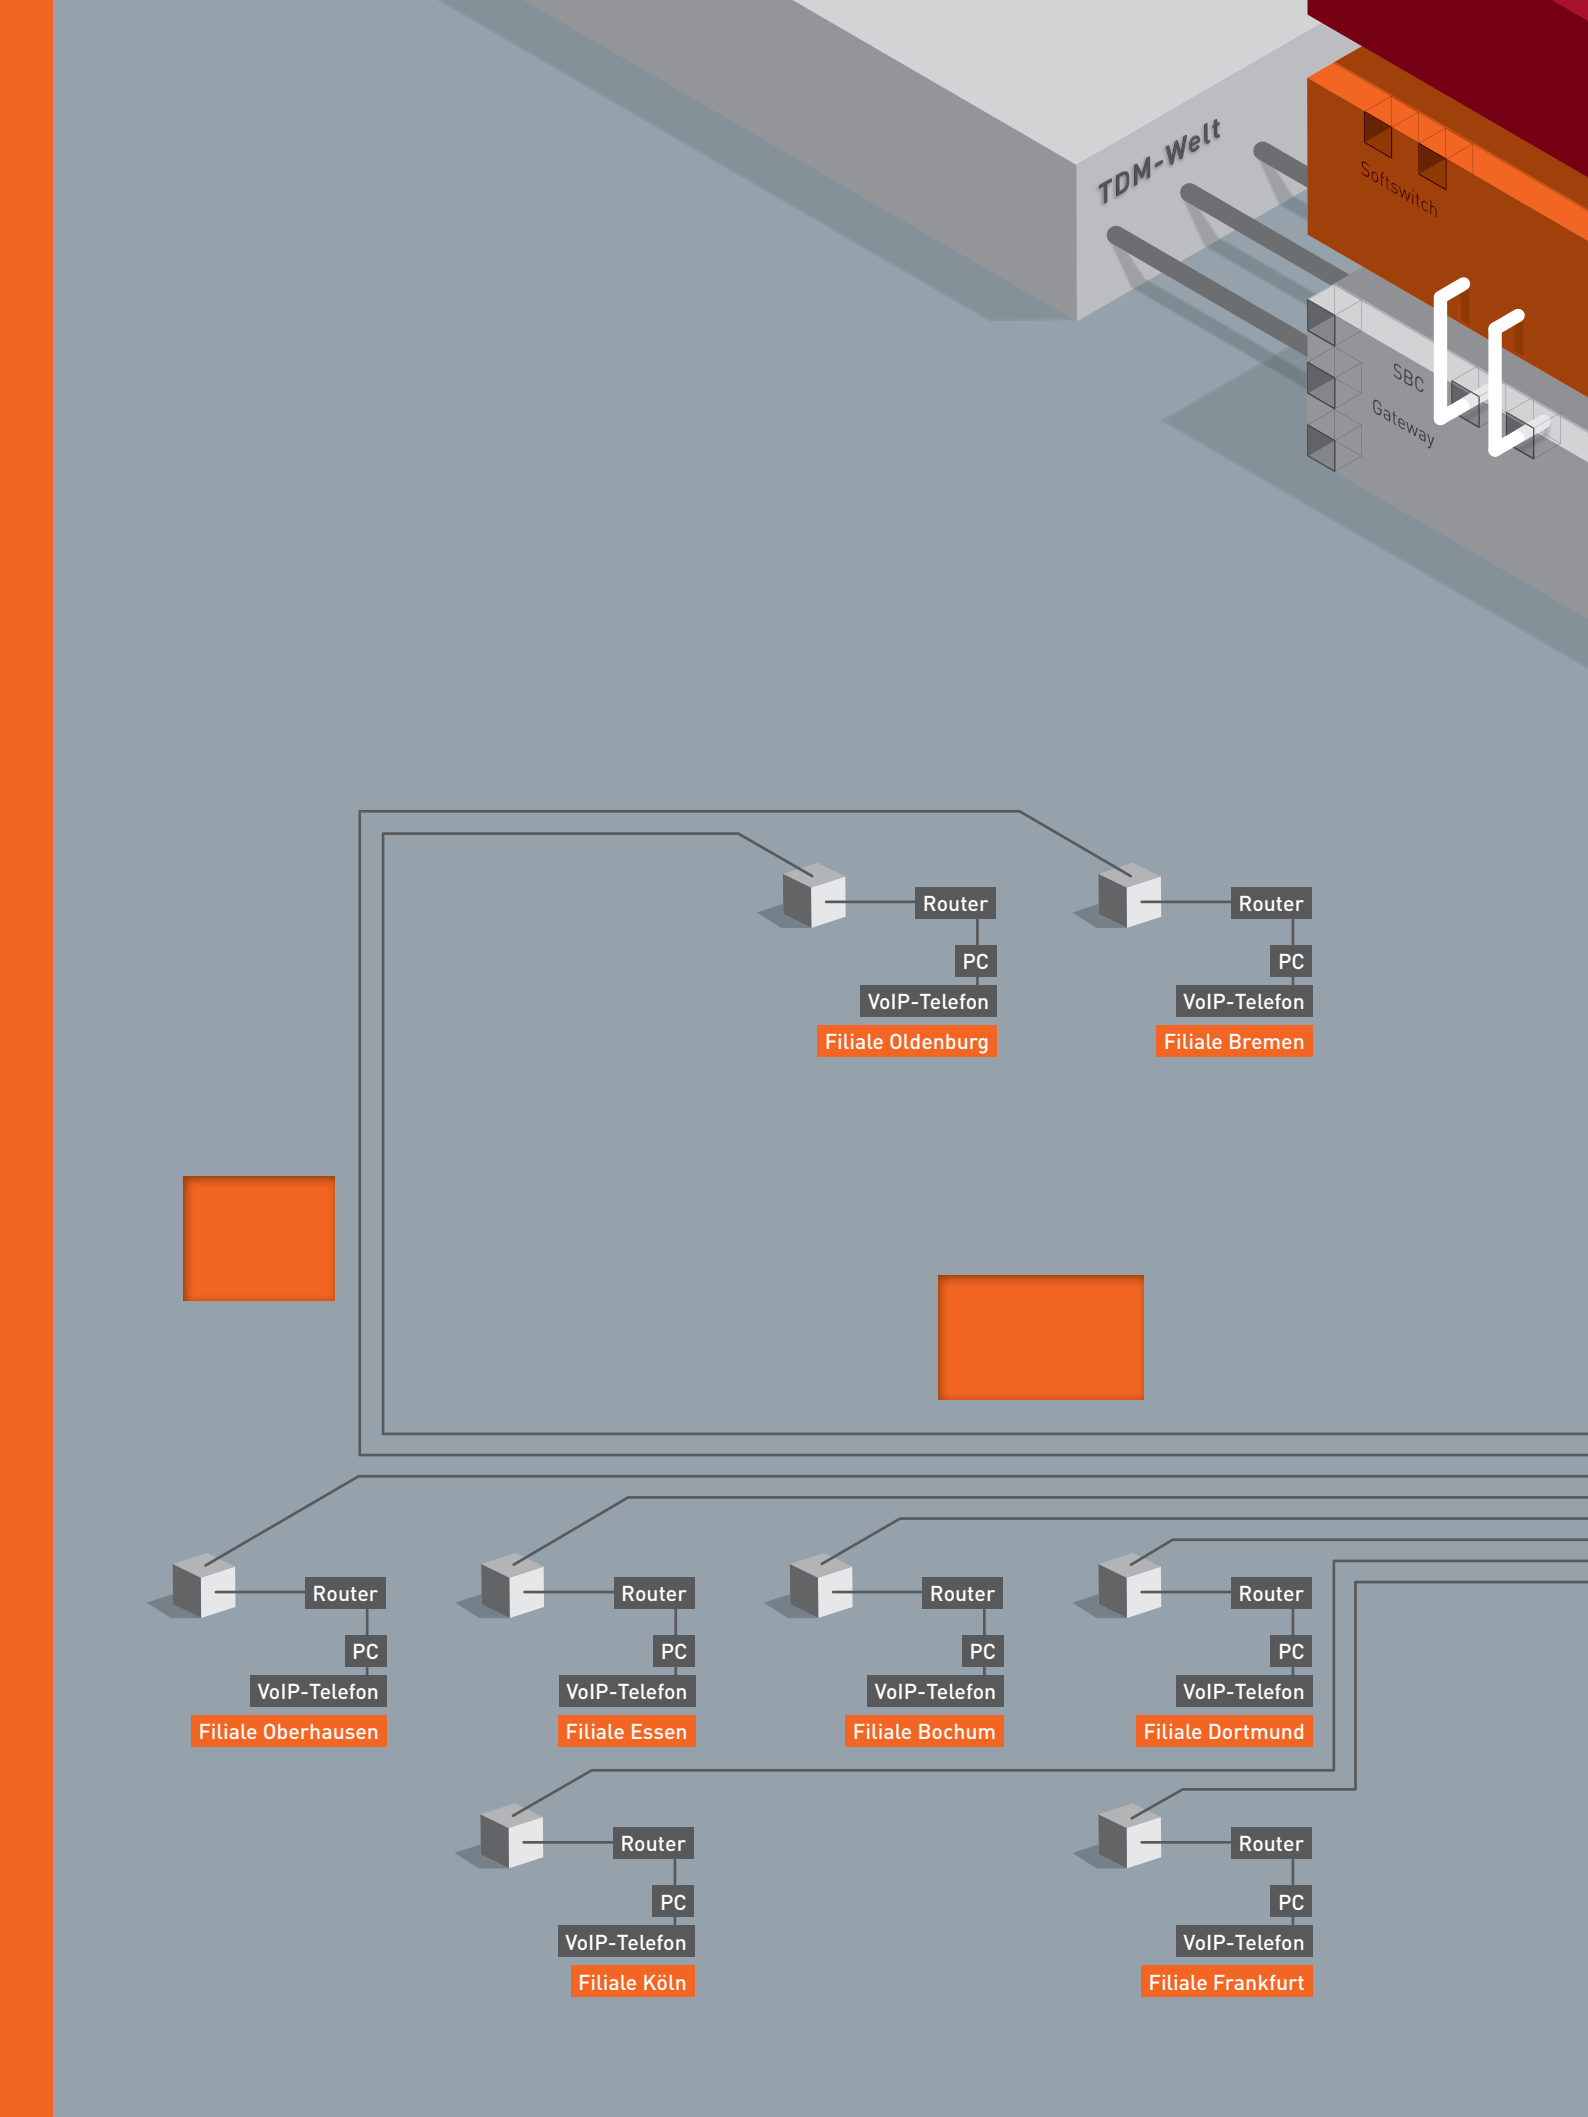 TDM-Welt
Softswitch
SBC
Gateway
Router
PC
VoIP-Telefon
Filiale Oldenburg
Router
PC
VoIP-Telefon
Filiale Bremen
Router
PC
VoIP-Telefon
Filiale Oberhausen
Router
PC
VoIP-Telefon
Filiale Essen
Router
PC
VoIP-Telefon
Filiale Bochum
Router
PC
VoIP-Telefon
Filiale Dortmund
Router
PC
VoIP-Telefon
Filiale Köln
Router
PC
VoIP-Telefon
Filiale Frankfurt